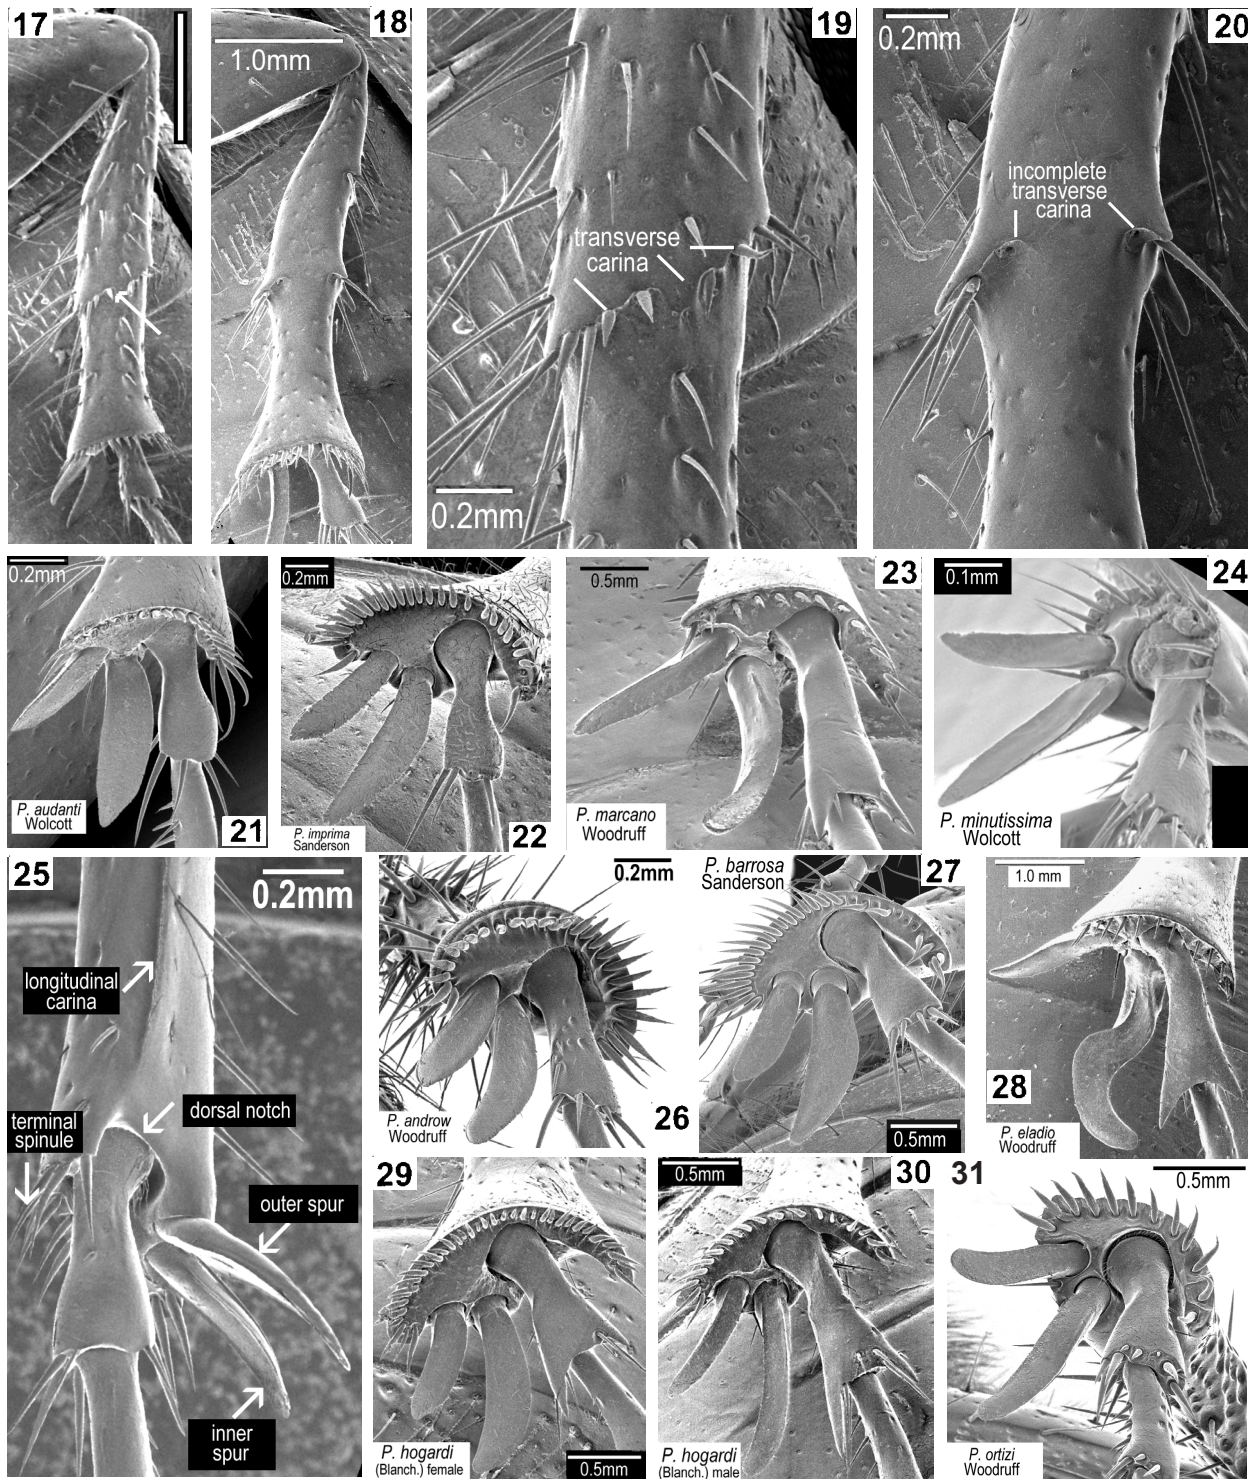 17
18
1.0mm
19
transverse
carina
0.2mm
20
0.2mm
incomplete
transverse
carina
0.2mm
P. audanti
Wolcott
21
0.2mm
P. imprima
Sanderson
22
23
0.5mm
P. marcano
Woodruff
24
0.1mm
P. minutissima
Wolcott
25
0.2mm
longitudinal
carina
dorsal notch
terminal
spinule
outer spur
inner
spur
0.2mm
P. androw
Woodruff
26
P. barrosa
Sanderson
27
0.5mm
1.0 mm
28
P. eladio
Woodruff
29
P. hogardi
(Blanch.) female
0.5mm
0.5mm
30
P. hogardi
(Blanch.) male
31
0.5mm
P. ortizi
Woodruff